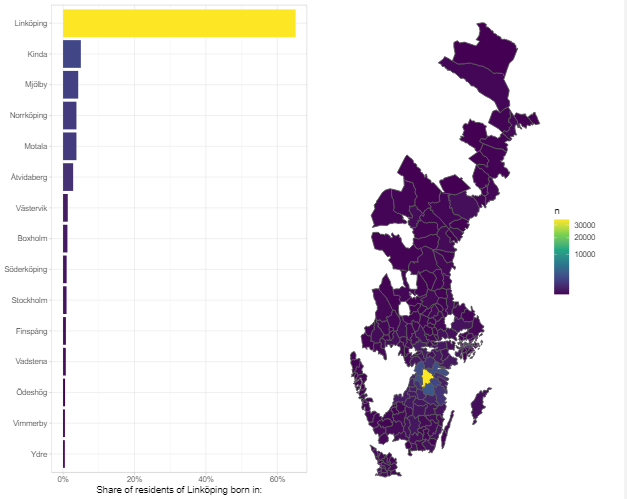 Linköping
Kinda
Mjölby
Norrköping
Motala
Åtvidaberg
Västervik
Boxholm
Söderköping
Stockholm
Finspång
Vadstena
Ödeshög
Vimmerby
Ydre
0% 20% 40% 60%
Share of residents of Linköping born in:
n
30000
20000
10000